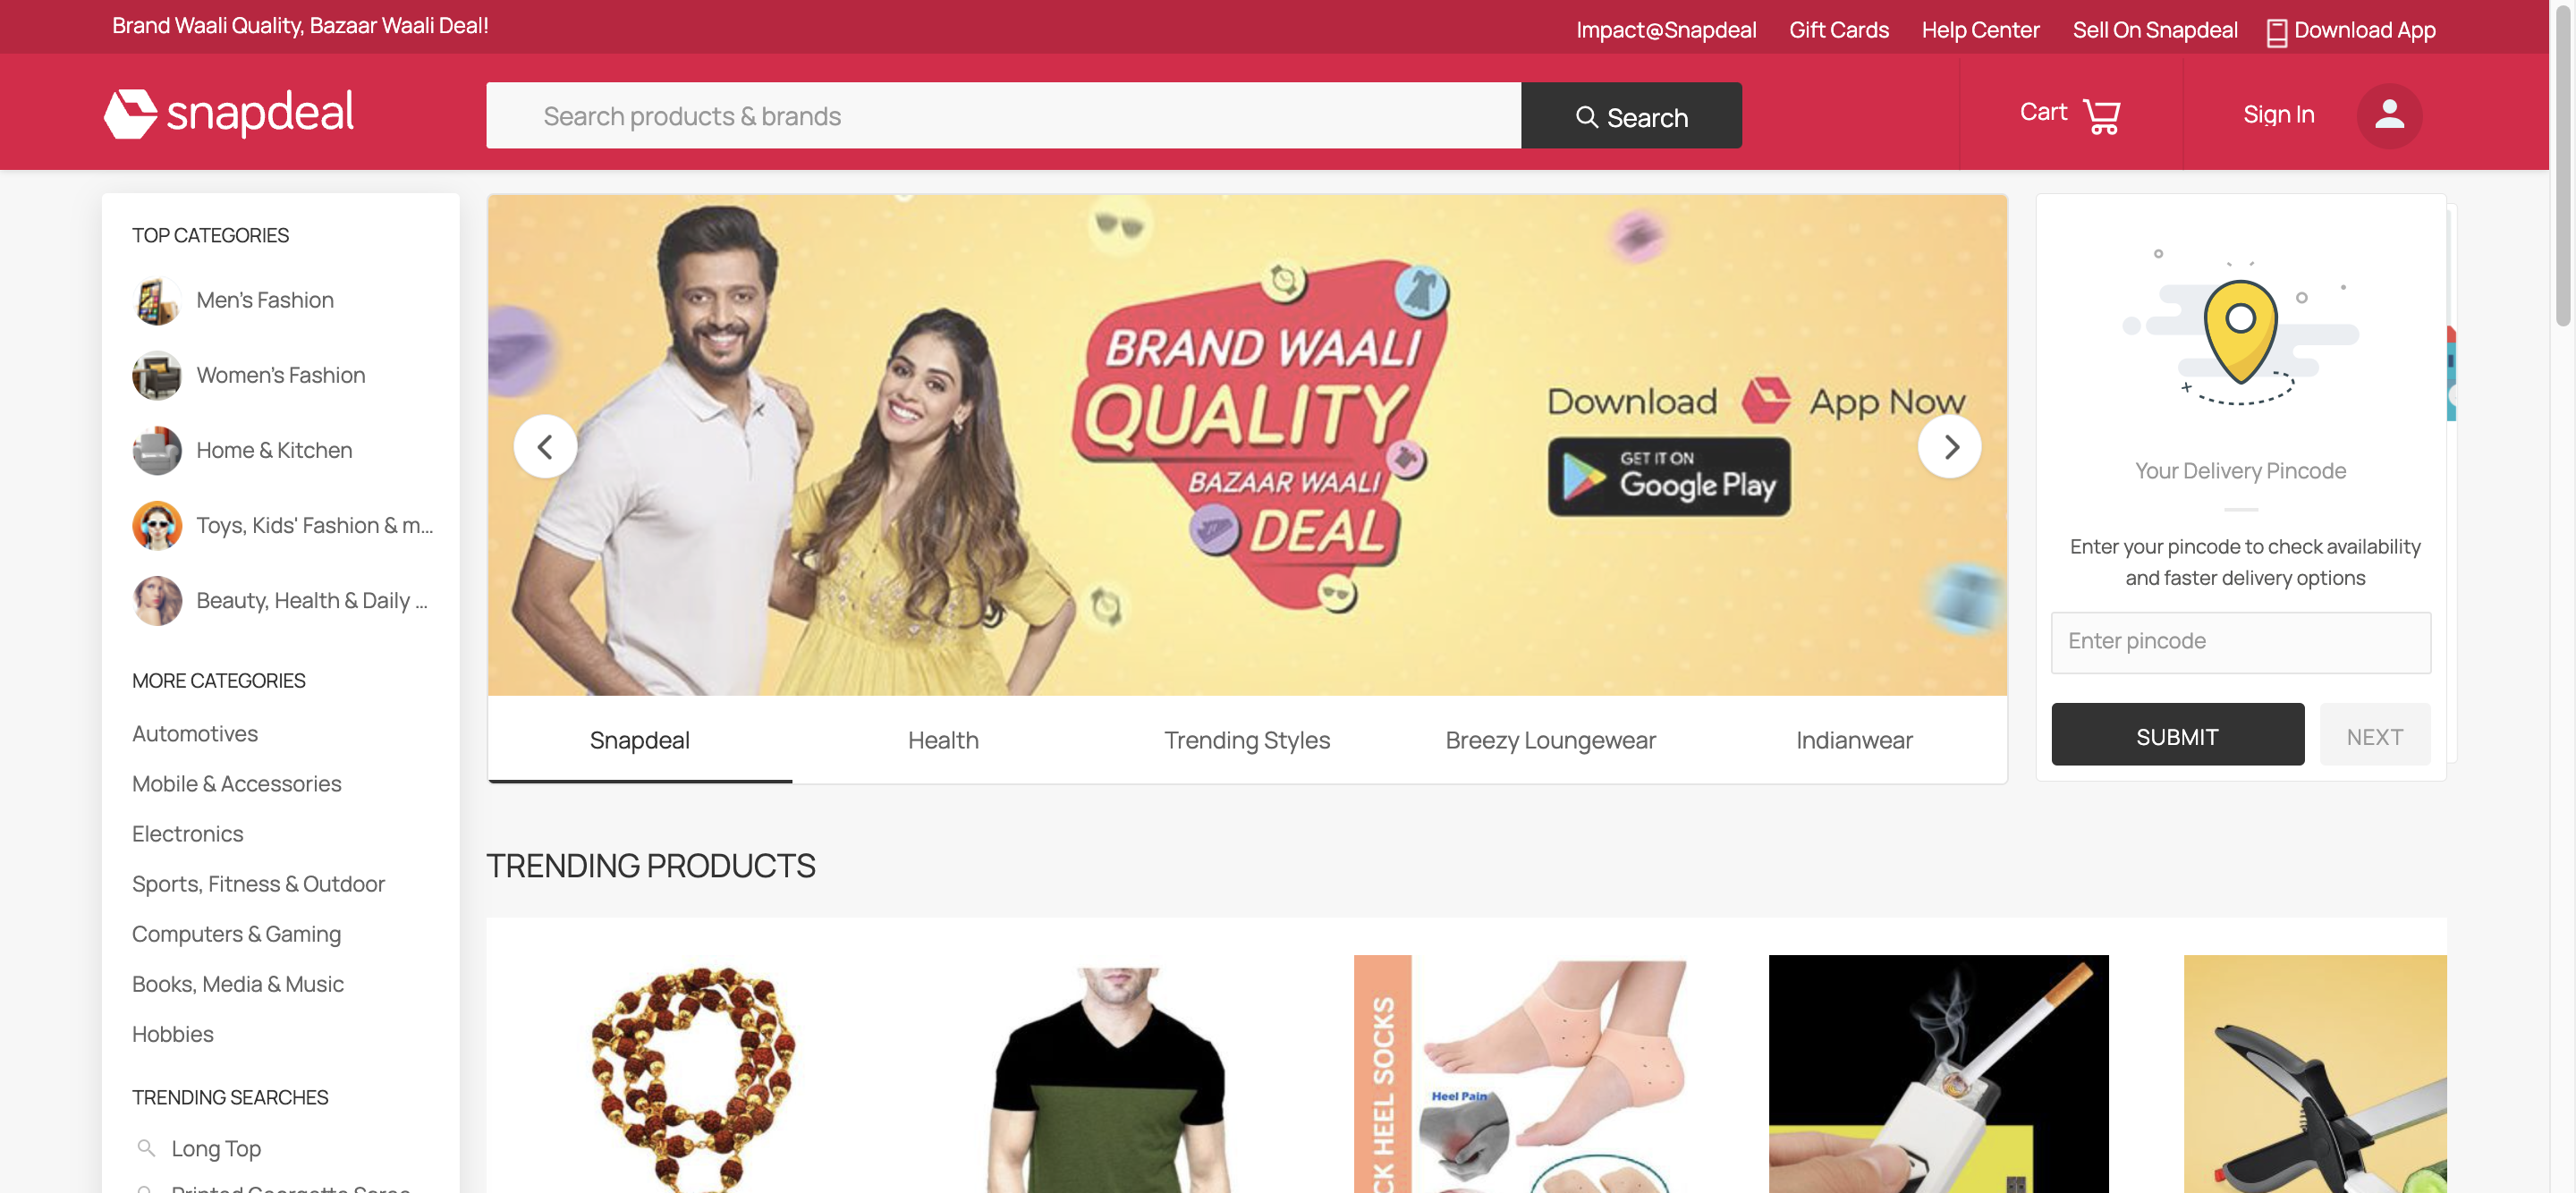 Brand Waali Quality, Bazaar Waali Deal!
Impact@Snapdeal
Gift Cards
Help Center
Sell On Snapdeal
Download App
snapdeal
Search products & brands
Search
Cart
Sign In
TOP CATEGORIES
Men's Fashion
Women's Fashion
Home & Kitchen
Toys, Kids' Fashion & m...
Beauty, Health & Daily ...
MORE CATEGORIES
Automotives
Mobile & Accessories
Electronics
Sports, Fitness & Outdoor
Computers & Gaming
Books, Media & Music
Hobbies
TRENDING SEARCHES
Long Top
BRAND WAALI
QUALITY
BAZAAR WAALI
DEAL
Download App Now
GET IT ON
Google Play
Snapdeal
Health
Trending Styles
Breezy Loungewear
Indianwear
Your Delivery Pincode
Enter your pincode to check availability
and faster delivery options
Enter pincode
SUBMIT
NEXT
TRENDING PRODUCTS
CK HEEL SOCKS
Heel Pain